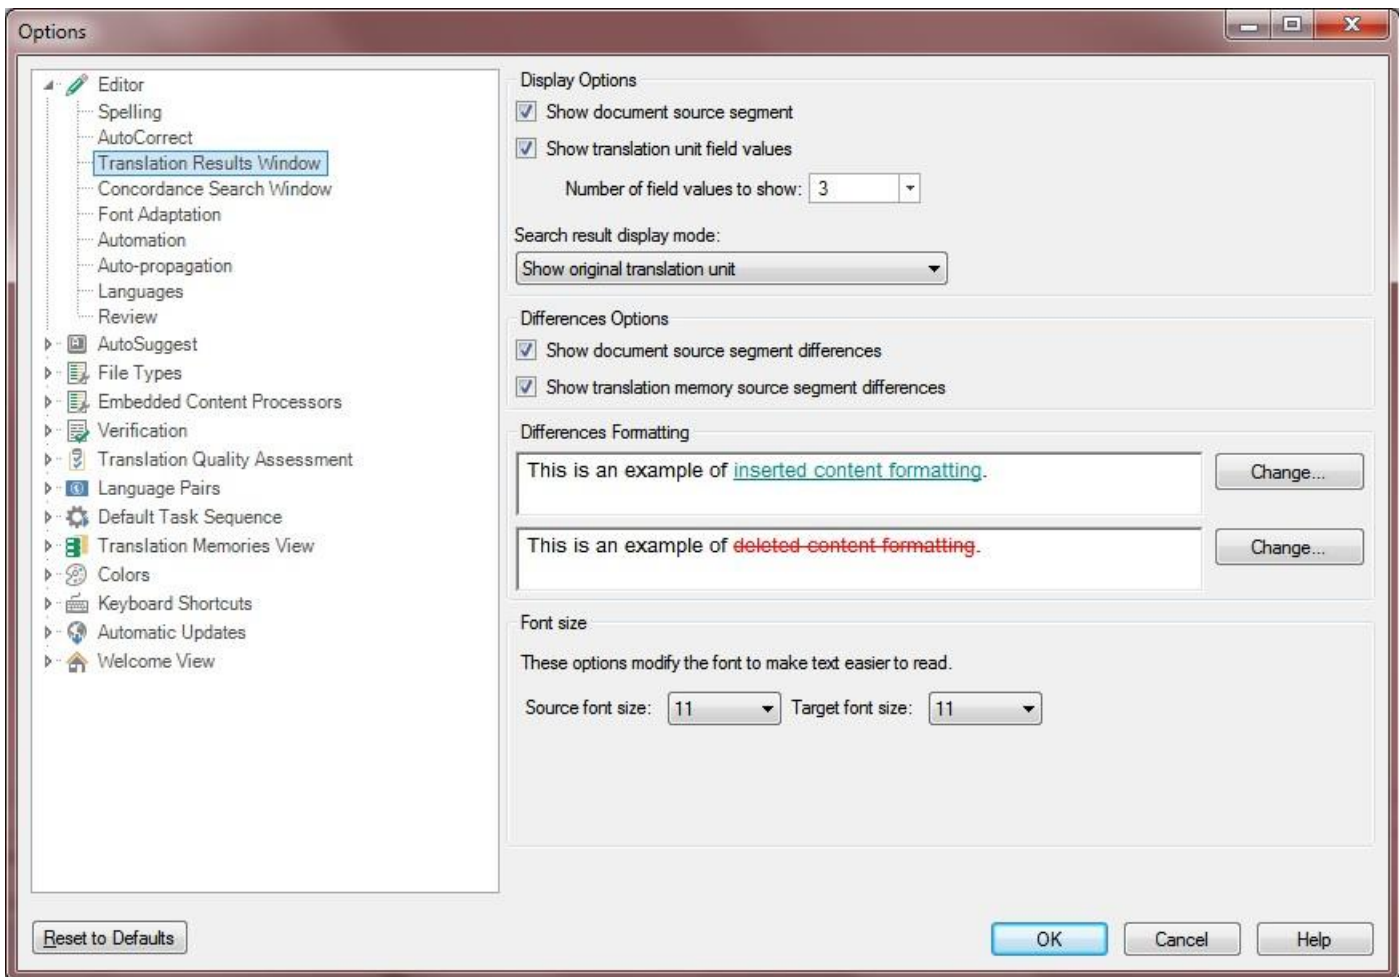 Options
Editor
Spelling
AutoCorrect
Translation Results Window
Concordance Search Window
Font Adaptation
Automation
Auto-propagation
Languages
Review
AutoSuggest
File Types
Embedded Content Processors
Verification
Translation Quality Assessment
Language Pairs
Default Task Sequence
Translation Memories View
Colors
Keyboard Shortcuts
Automatic Updates
Welcome View
Display Options
Show document source segment
Show translation unit field values
Number of field values to show: 3
Search result display mode:
Show original translation unit
Differences Options
Show document source segment differences
Show translation memory source segment differences
Differences Formatting
This is an example of inserted content formatting.
Change...
This is an example of deleted content formatting.
Change...
Font size
These options modify the font to make text easier to read.
Source font size: 11 Target font size: 11
Reset to Defaults
OK
Cancel
Help